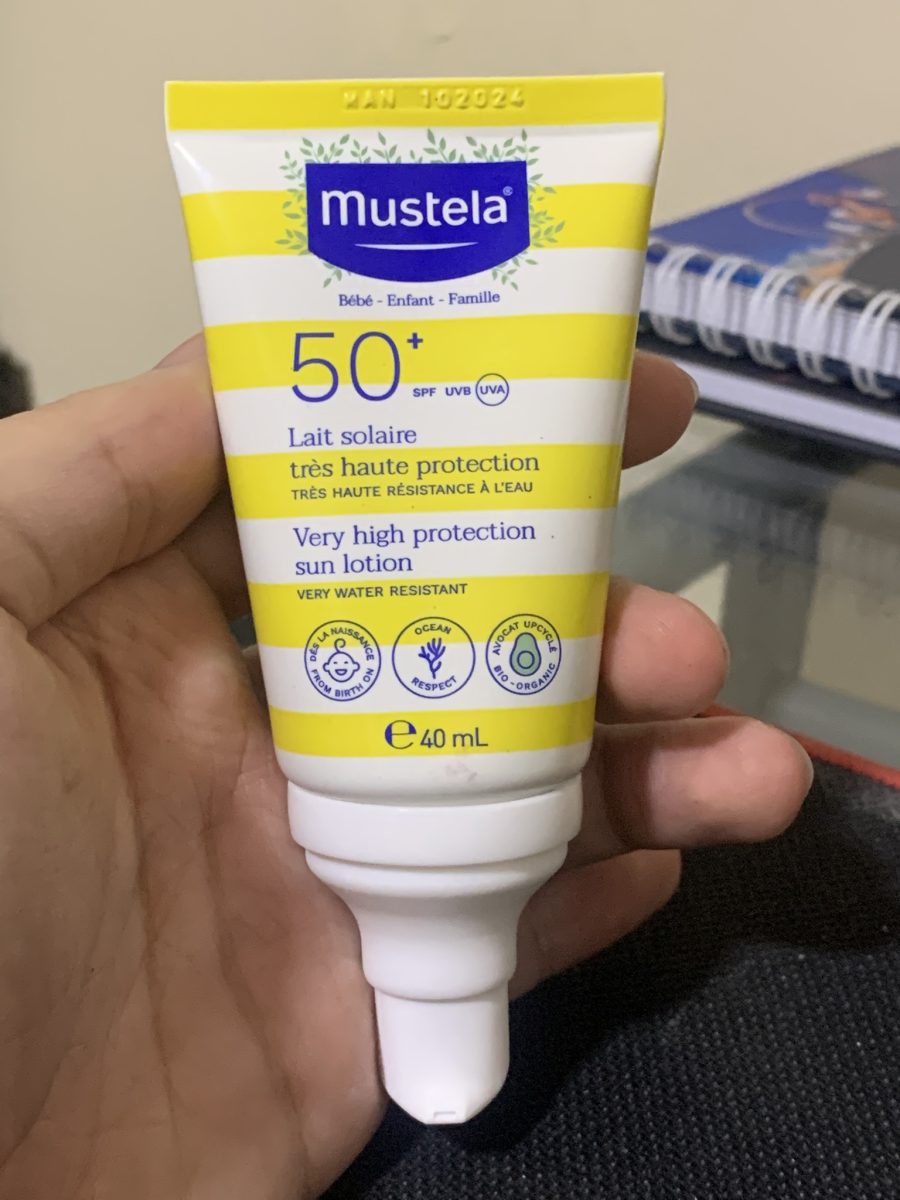 MAN 102024
mustela®
Bébé - Enfant - Famille
50+
SPF UVB UVA
Lait solaire
très haute protection
TRÈS HAUTE RÉSISTANCE À L'EAU
Very high protection
sun lotion
VERY WATER RESISTANT
DÈS LA NAISSANCE
FROM BIRTH ON
OCEAN
RESPECT
AVOCAT UPCYCLÉ
BIO-ORGANIC
℮ 40 mL